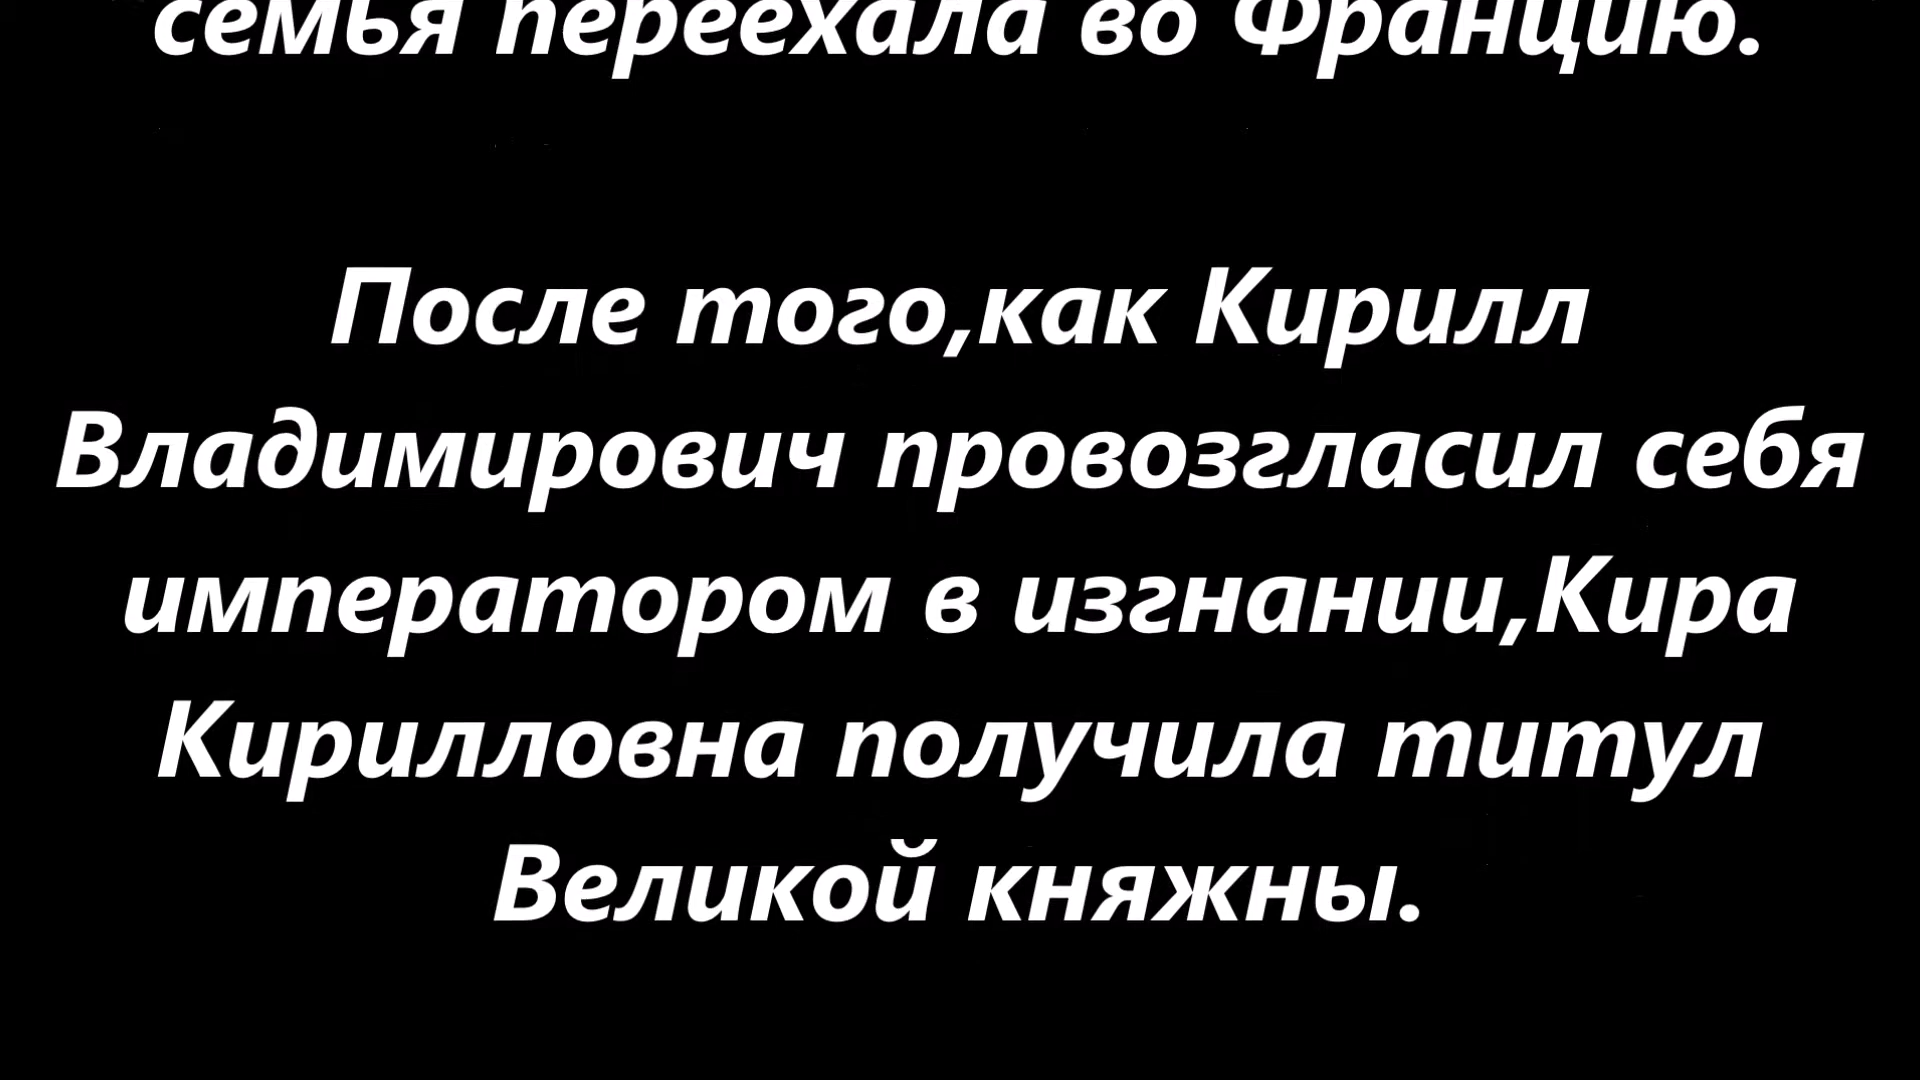 семья переехала во Францию.
После того,как Кирилл
Владимирович провозгласил себя
императором в изгнании,Кира
Кирилловна получила титул
Великой княжны.